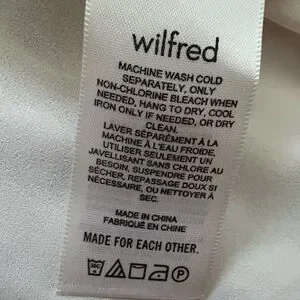 wilfred
MACHINE WASH COLD
SEPARATELY, ONLY
NON-CHLORINE BLEACH WHEN
NEEDED, HANG TO DRY, COOL
IRON ONLY IF NEEDED, OR DRY
CLEAN.
LAVER SÉPARÉMENT À LA
MACHINE À L'EAU FROIDE,
UTILISER SEULEMENT UN
JAVELLISANT SANS CHLORE AU
BESOIN, SUSPENDRE POUR
SÉCHER, REPASSAGE DOUX SI
NÉCESSAIRE, OU NETTOYER À
SEC.
MADE IN CHINA
FABRIQUÉ EN CHINE
MADE FOR EACH OTHER.
P